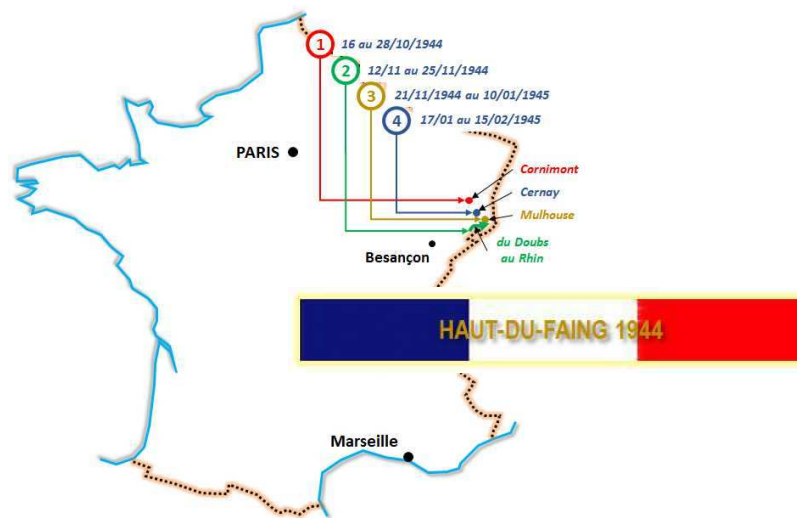 1 16 au 28/10/1944
2 12/11 au 25/11/1944
3 21/11/1944 au 10/01/1945
4 17/01 au 15/02/1945
PARIS
Cornimont
Cernay
Mulhouse
du Doubs
au Rhin
Besançon
HAUT-DU-FAING 1944
Marseille